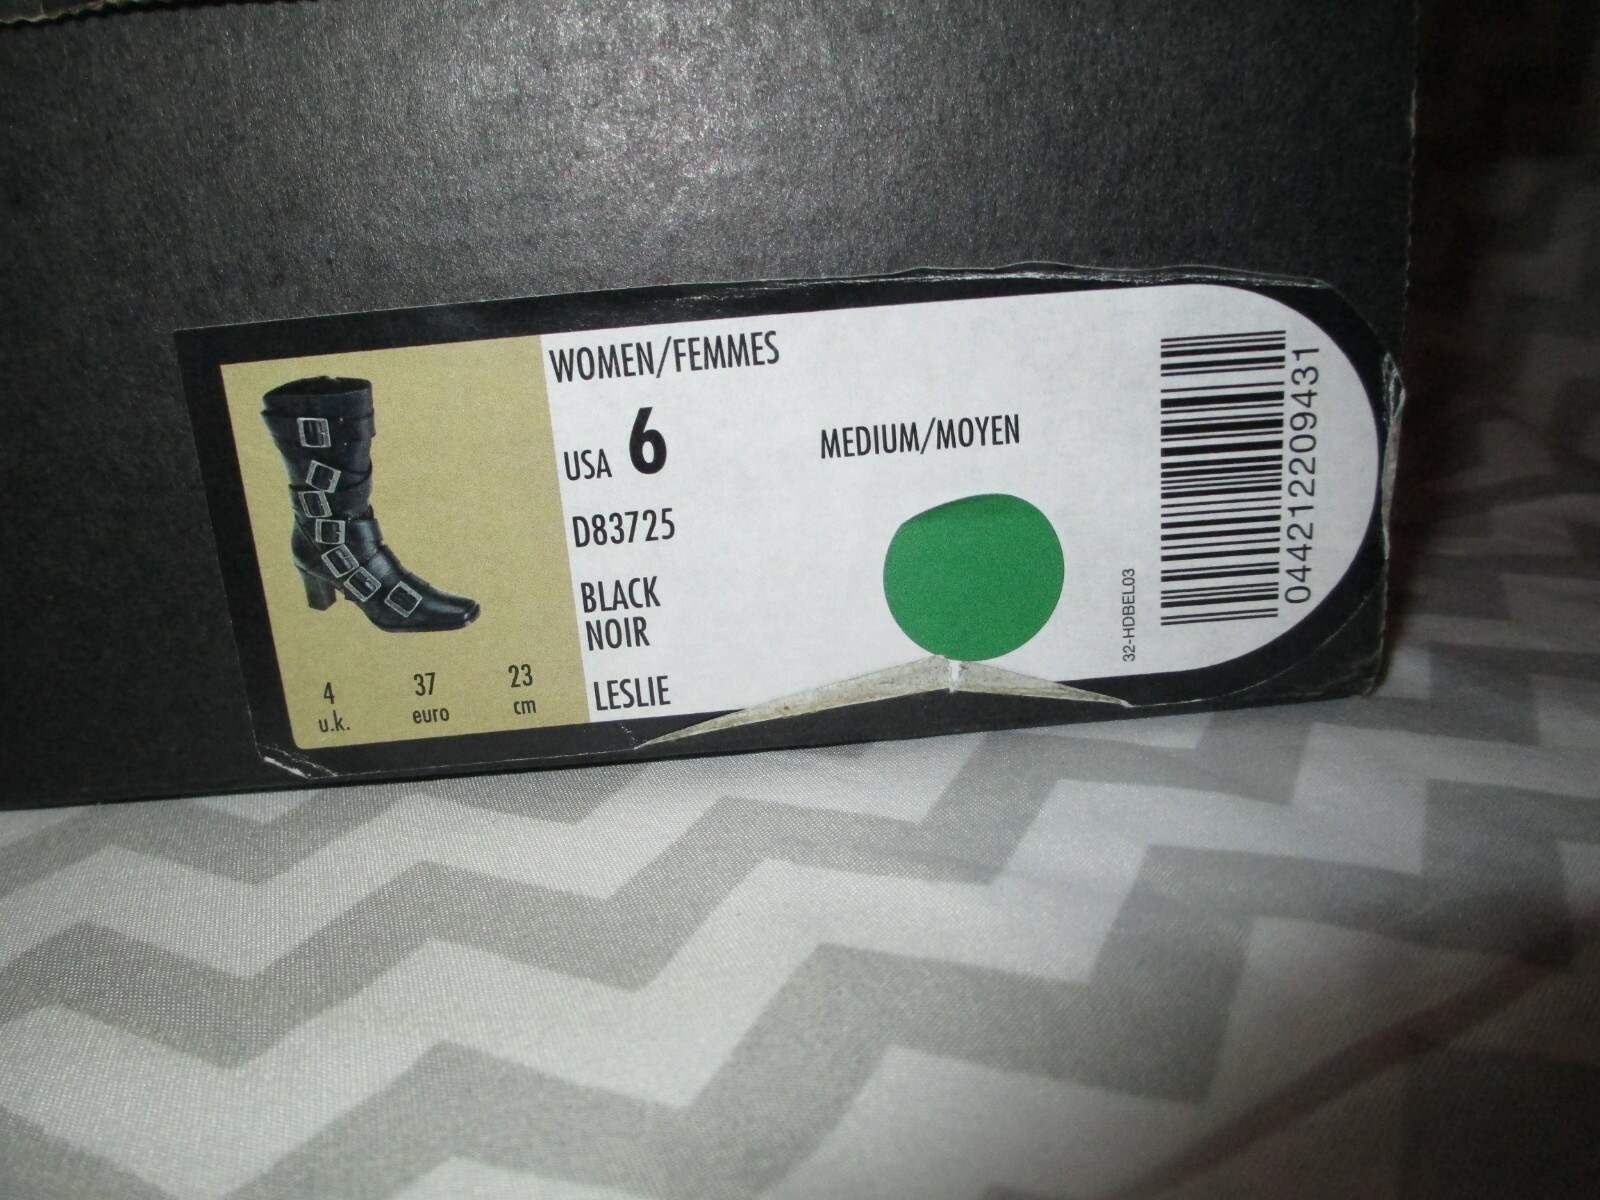 WOMEN/FEMMES
USA 6
MEDIUM/MOYEN
D83725
BLACK
NOIR
LESLIE
4 37 23
u.k. euro cm
32-HDBEL03
044212209431